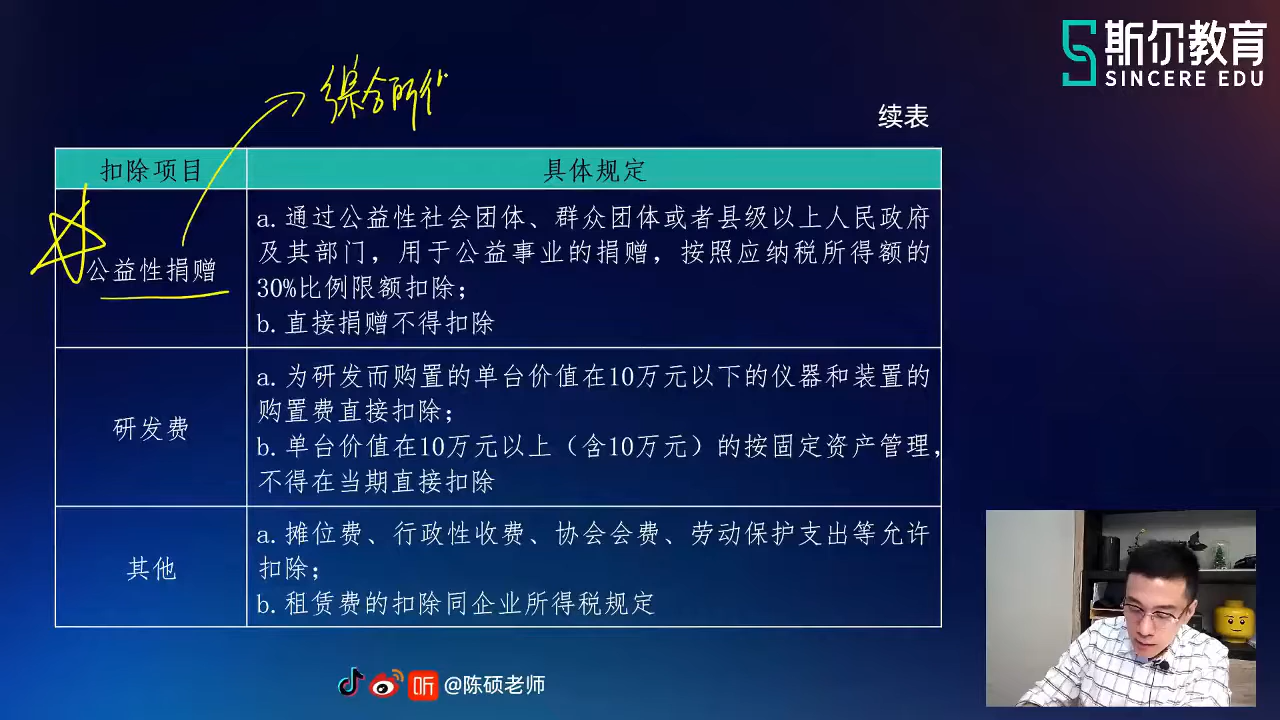 斯尔教育
SINCERE EDU
综合所得
续表
扣除项目
具体规定
公益性捐赠
a.通过公益性社会团体、群众团体或者县级以上人民政府
及其部门，用于公益事业的捐赠，按照应纳税所得额的
30%比例限额扣除；
b.直接捐赠不得扣除
研发费
a.为研发而购置的单台价值在10万元以下的仪器和装置的
购置费直接扣除；
b.单台价值在10万元以上（含10万元）的按固定资产管理，
不得在当期直接扣除
其他
a.摊位费、行政性收费、协会会费、劳动保护支出等允许
扣除；
b.租赁费的扣除同企业所得税规定
听 @陈硕老师